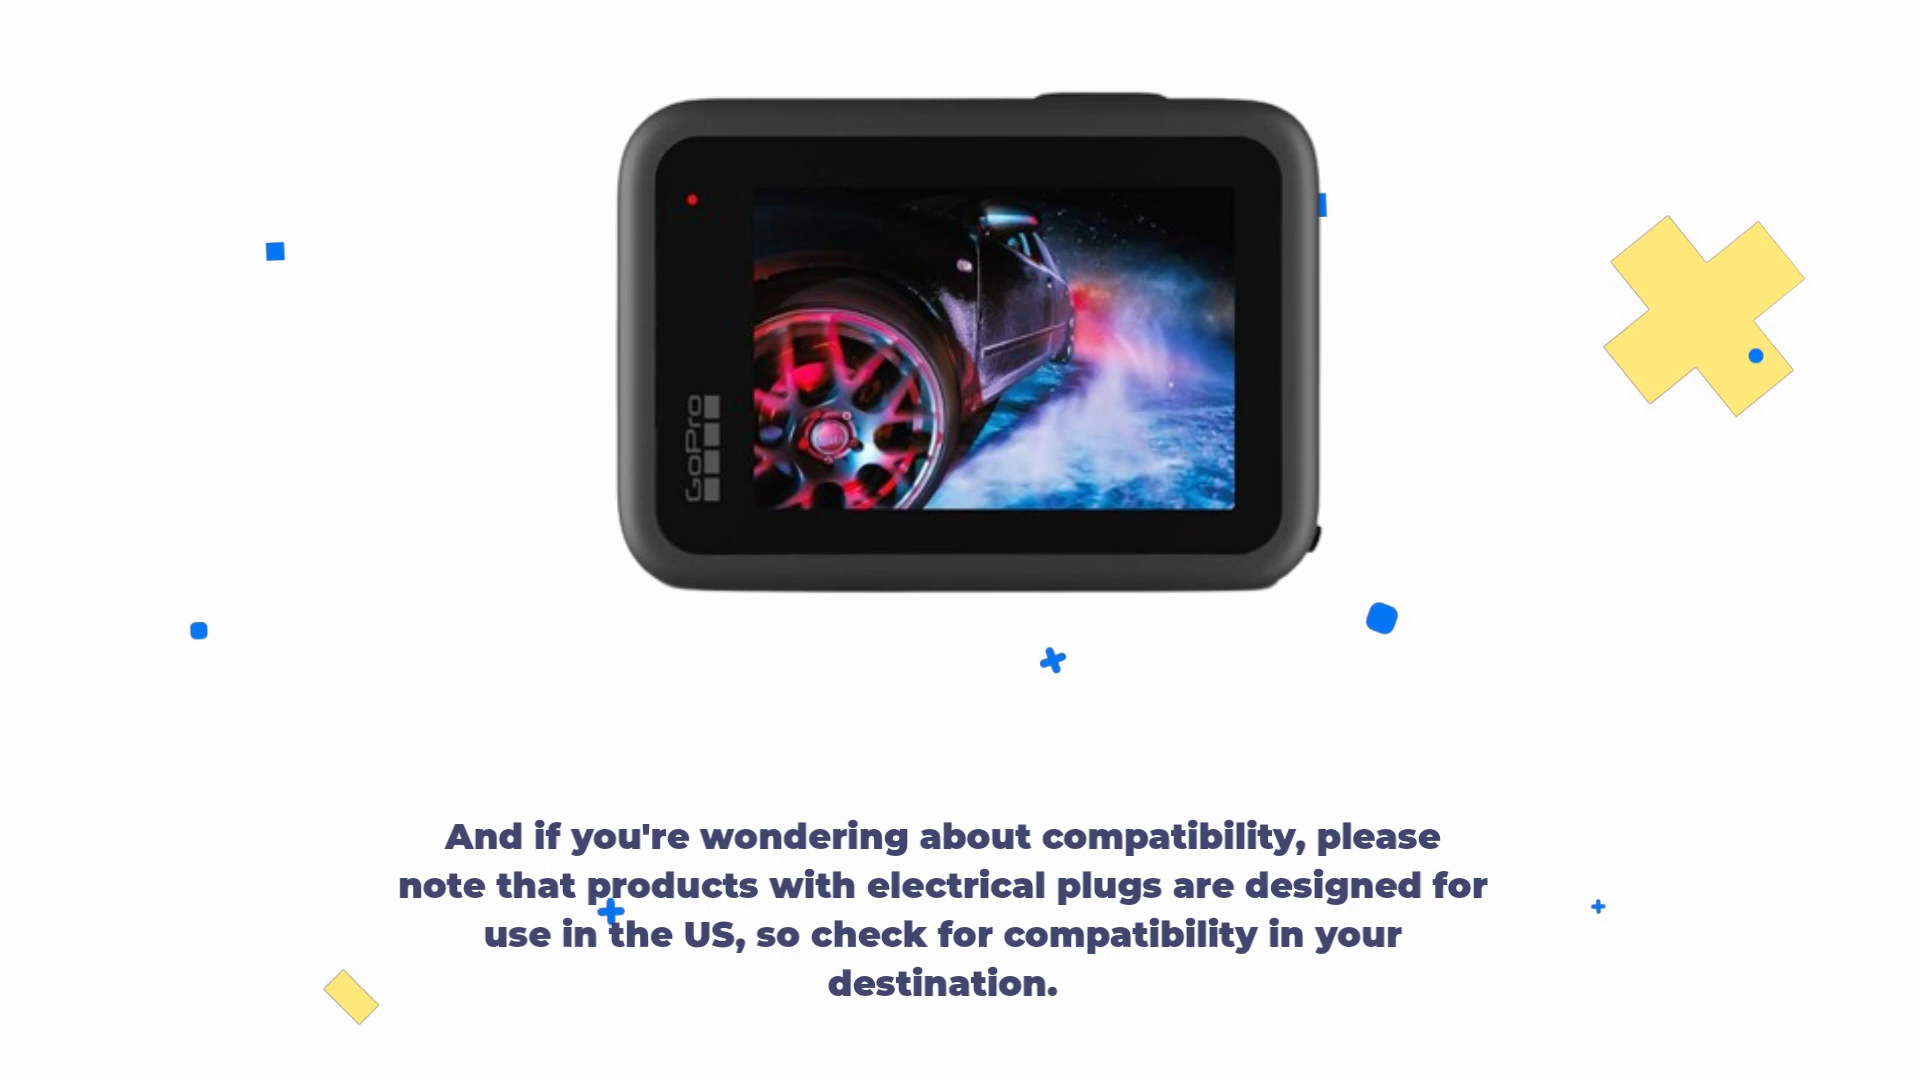 GoPro
And if you're wondering about compatibility, please
note that products with electrical plugs are designed for
use in the US, so check for compatibility in your
destination.